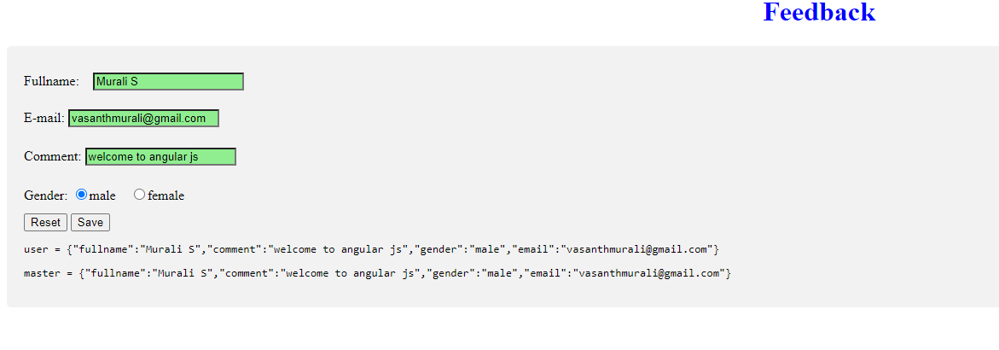 Feedback
Fullname: Murali S
E-mail: vasanthmurali@gmail.com
Comment: welcome to angular js
Gender: male female
Reset Save
user = {"fullname":"Murali S","comment":"welcome to angular js","gender":"male","email":"vasanthmurali@gmail.com"}
master = {"fullname":"Murali S","comment":"welcome to angular js","gender":"male","email":"vasanthmurali@gmail.com"}